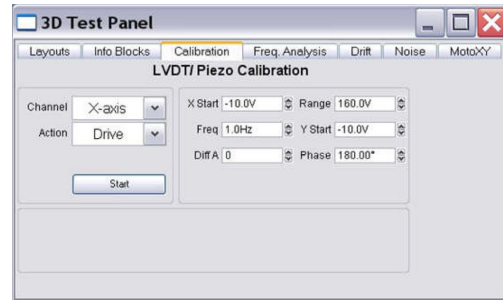 3D Test Panel
Layouts Info Blocks Calibration Freq. Analysis Drift Noise MotoXY
LVDT/ Piezo Calibration
Channel X-axis X Start -10.0V Range 160.0V
Action Drive Freq 1.0Hz Y Start -10.0V
Diff A 0 Phase 180.00°
Start